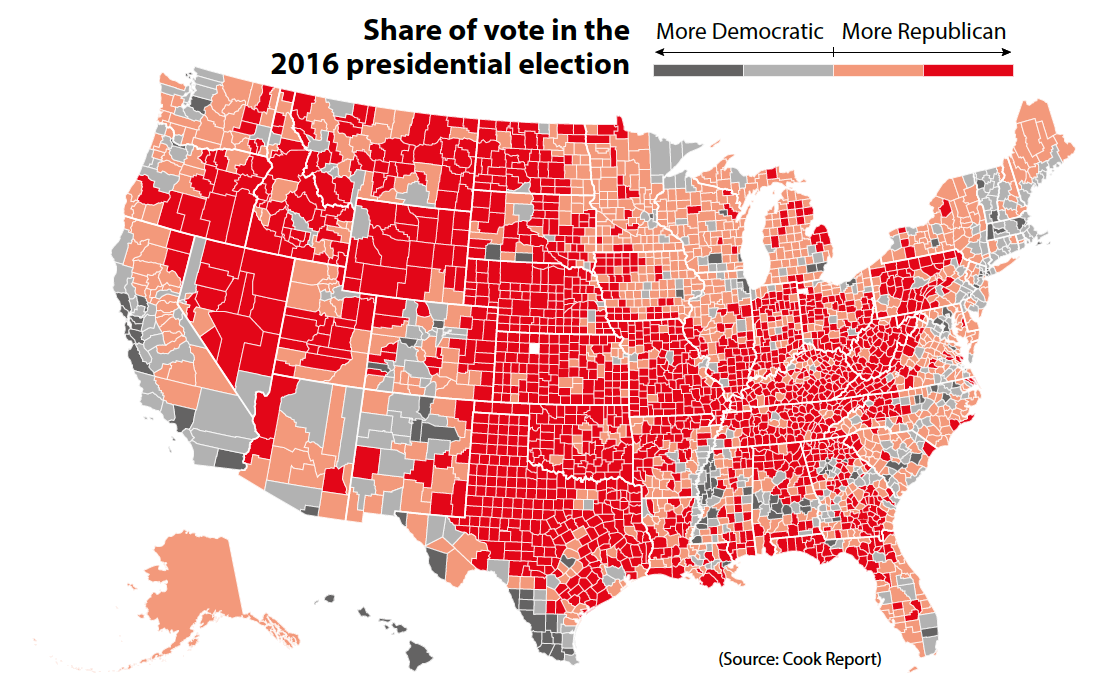 Share of vote in the
2016 presidential election
More Democratic
More Republican
(Source: Cook Report)